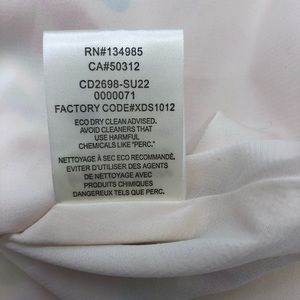 RN#134985
CA#50312
CD2698-SU22
0000071
FACTORY CODE#XDS1012
ECO DRY CLEAN ADVISED.
AVOID CLEANERS THAT
USE HARMFUL
CHEMICALS LIKE "PERC."
NETTOYAGE À SEC ECO RECOMMANDÉ.
EVITER D'UTILISER DES AGENTS
DE NETTOYAGE AVEC
PRODUITS CHIMIQUES
DANGEREUX TELS QUE PERC.